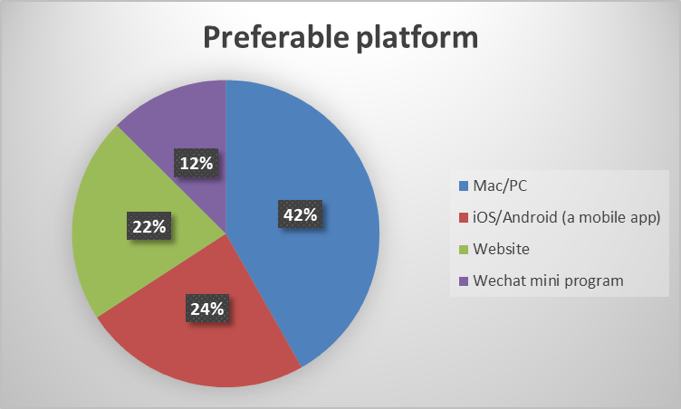 Preferable platform
12%
42%
22%
24%
Mac/PC
iOS/Android (a mobile app)
Website
Wechat mini program